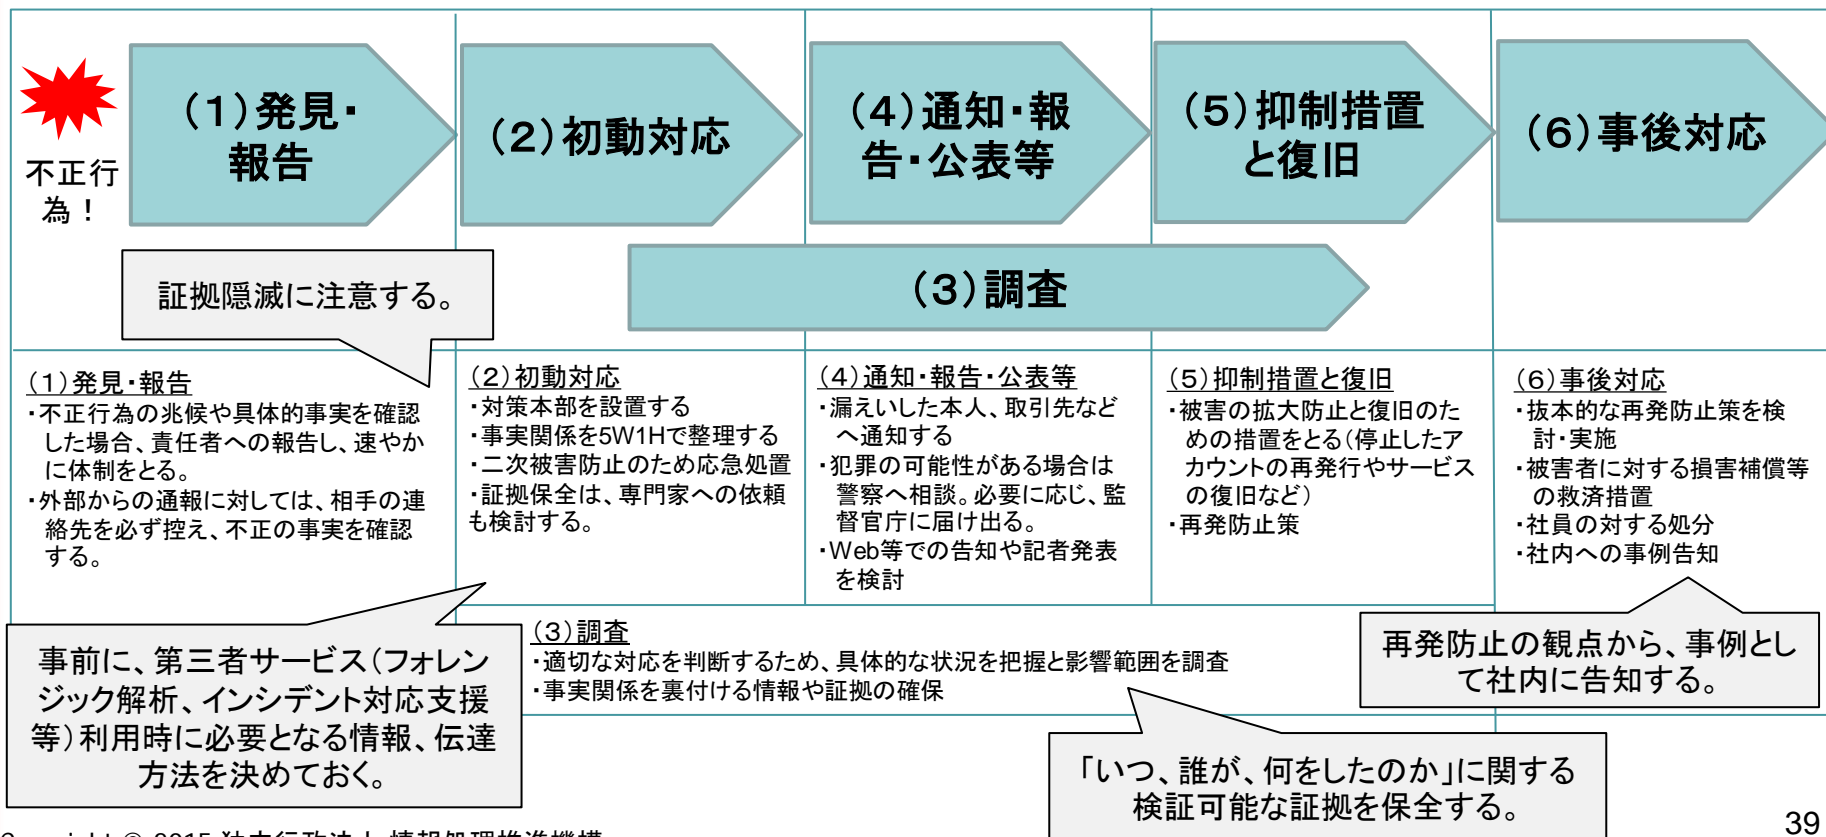 不正行
為！
（１）発見・
報告
（２）初動対応
（４）通知・報
告・公表等
（５）抑制措置
と復旧
（６）事後対応
（３）調査
証拠隠滅に注意する。
（１）発見・報告
・不正行為の兆候や具体的事実を確認
した場合、責任者への報告し、速やか
に体制をとる。
・外部からの通報に対しては、相手の連
絡先を必ず控え、不正の事実を確認
する。
（２）初動対応
・対策本部を設置する
・事実関係を5W1Hで整理する
・二次被害防止のため応急処置
・証拠保全は、専門家への依頼
も検討する。
（４）通知・報告・公表等
・漏えいした本人、取引先など
へ通知する
・犯罪の可能性がある場合は
警察へ相談。必要に応じ、監
督官庁に届け出る。
・Web等での告知や記者発表
を検討
（５）抑制措置と復旧
・被害の拡大防止と復旧のた
めの措置をとる（停止したア
カウントの再発行やサービス
の復旧など）
・再発防止策
（６）事後対応
・抜本的な再発防止策を検
討・実施
・被害者に対する損害補償等
の救済措置
・社員の対する処分
・社内への事例告知
事前に、第三者サービス（フォレン
ジック解析、インシデント対応支援
等）利用時に必要となる情報、伝達
方法を決めておく。
（３）調査
・適切な対応を判断するため、具体的な状況を把握と影響範囲を調査
・事実関係を裏付ける情報や証拠の確保
再発防止の観点から、事例とし
て社内に告知する。
「いつ、誰が、何をしたのか」に関する
検証可能な証拠を保全する。
Copyright © 2015 独立行政法人 情報処理推進機構
39